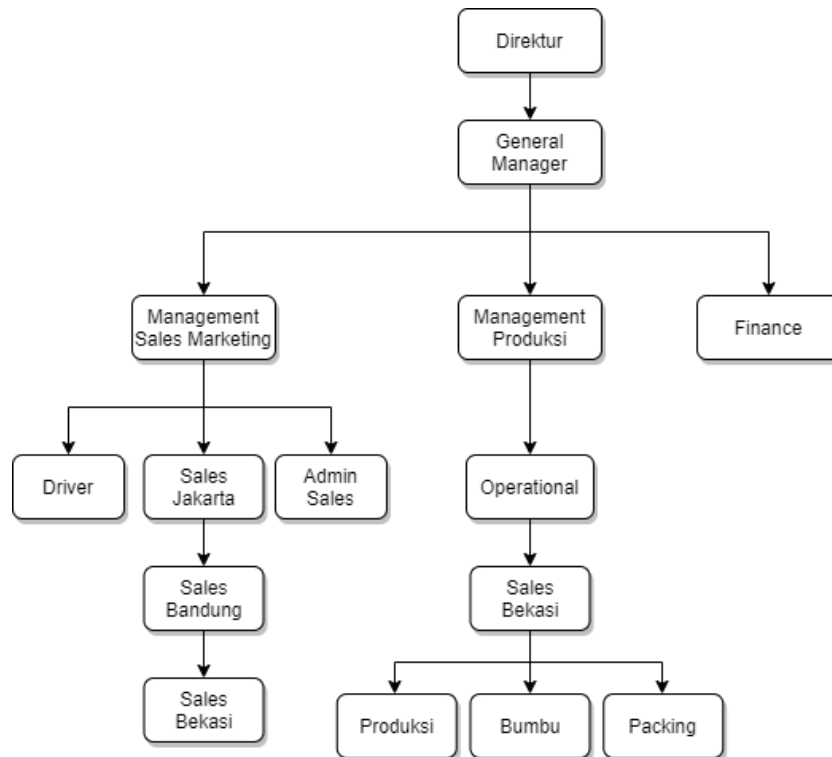 Direktur
General
Manager
Management
Sales Marketing
Management
Produksi
Finance
Driver
Sales
Jakarta
Admin
Sales
Operational
Sales
Bandung
Sales
Bekasi
Sales
Bekasi
Produksi
Bumbu
Packing